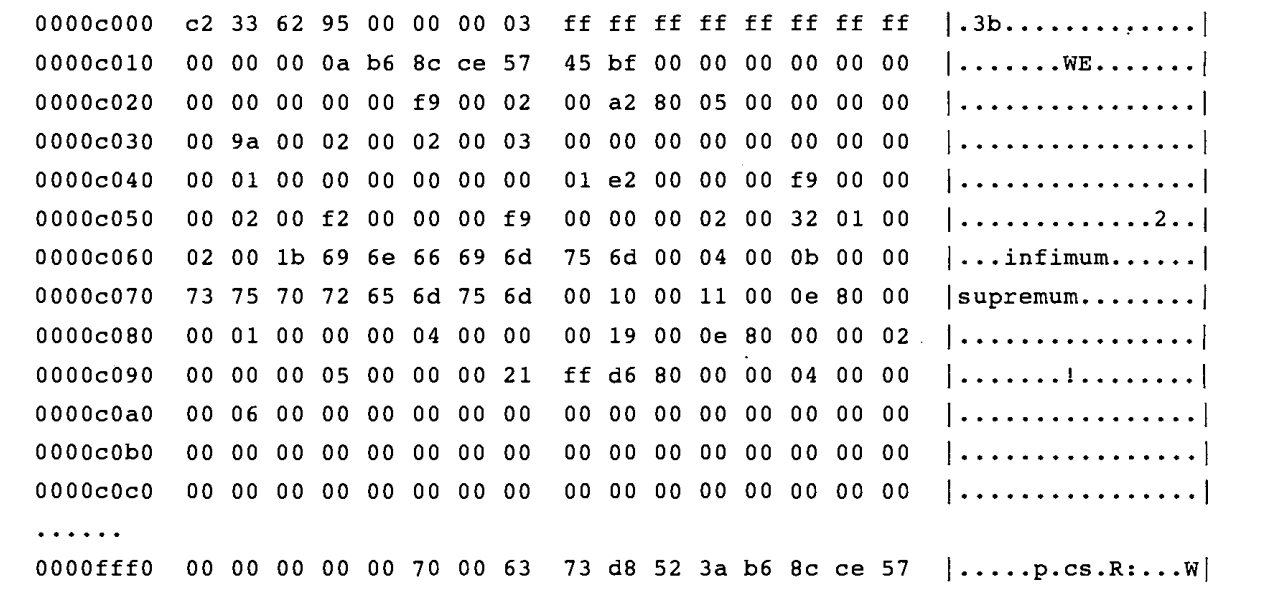 0000c000  c2 33 62 95 00 00 00 03  ff ff ff ff ff ff ff ff  |.3b.............|
0000c010  00 00 00 0a b6 8c ce 57  45 bf 00 00 00 00 00 00  |.......WE.......|
0000c020  00 00 00 00 00 f9 00 02  00 a2 80 05 00 00 00 00  |................|
0000c030  00 9a 00 02 00 02 00 03  00 00 00 00 00 00 00 00  |................|
0000c040  00 01 00 00 00 00 00 00  01 e2 00 00 00 f9 00 00  |................|
0000c050  00 02 00 f2 00 00 00 f9  00 00 00 02 00 32 01 00  |.............2..|
0000c060  02 00 1b 69 6e 66 69 6d  75 6d 00 04 00 0b 00 00  |...infimum......|
0000c070  73 75 70 72 65 6d 75 6d  00 10 00 11 00 0e 80 00  |supremum........|
0000c080  00 01 00 00 00 04 00 00  00 19 00 0e 80 00 00 02  |................|
0000c090  00 00 00 05 00 00 00 21  ff d6 80 00 00 04 00 00  |.......!........|
0000c0a0  00 06 00 00 00 00 00 00  00 00 00 00 00 00 00 00  |................|
0000c0b0  00 00 00 00 00 00 00 00  00 00 00 00 00 00 00 00  |................|
0000c0c0  00 00 00 00 00 00 00 00  00 00 00 00 00 00 00 00  |................|
......
0000fff0  00 00 00 00 00 70 00 63  73 d8 52 3a b6 8c ce 57  |.....p.cs.R:...W|